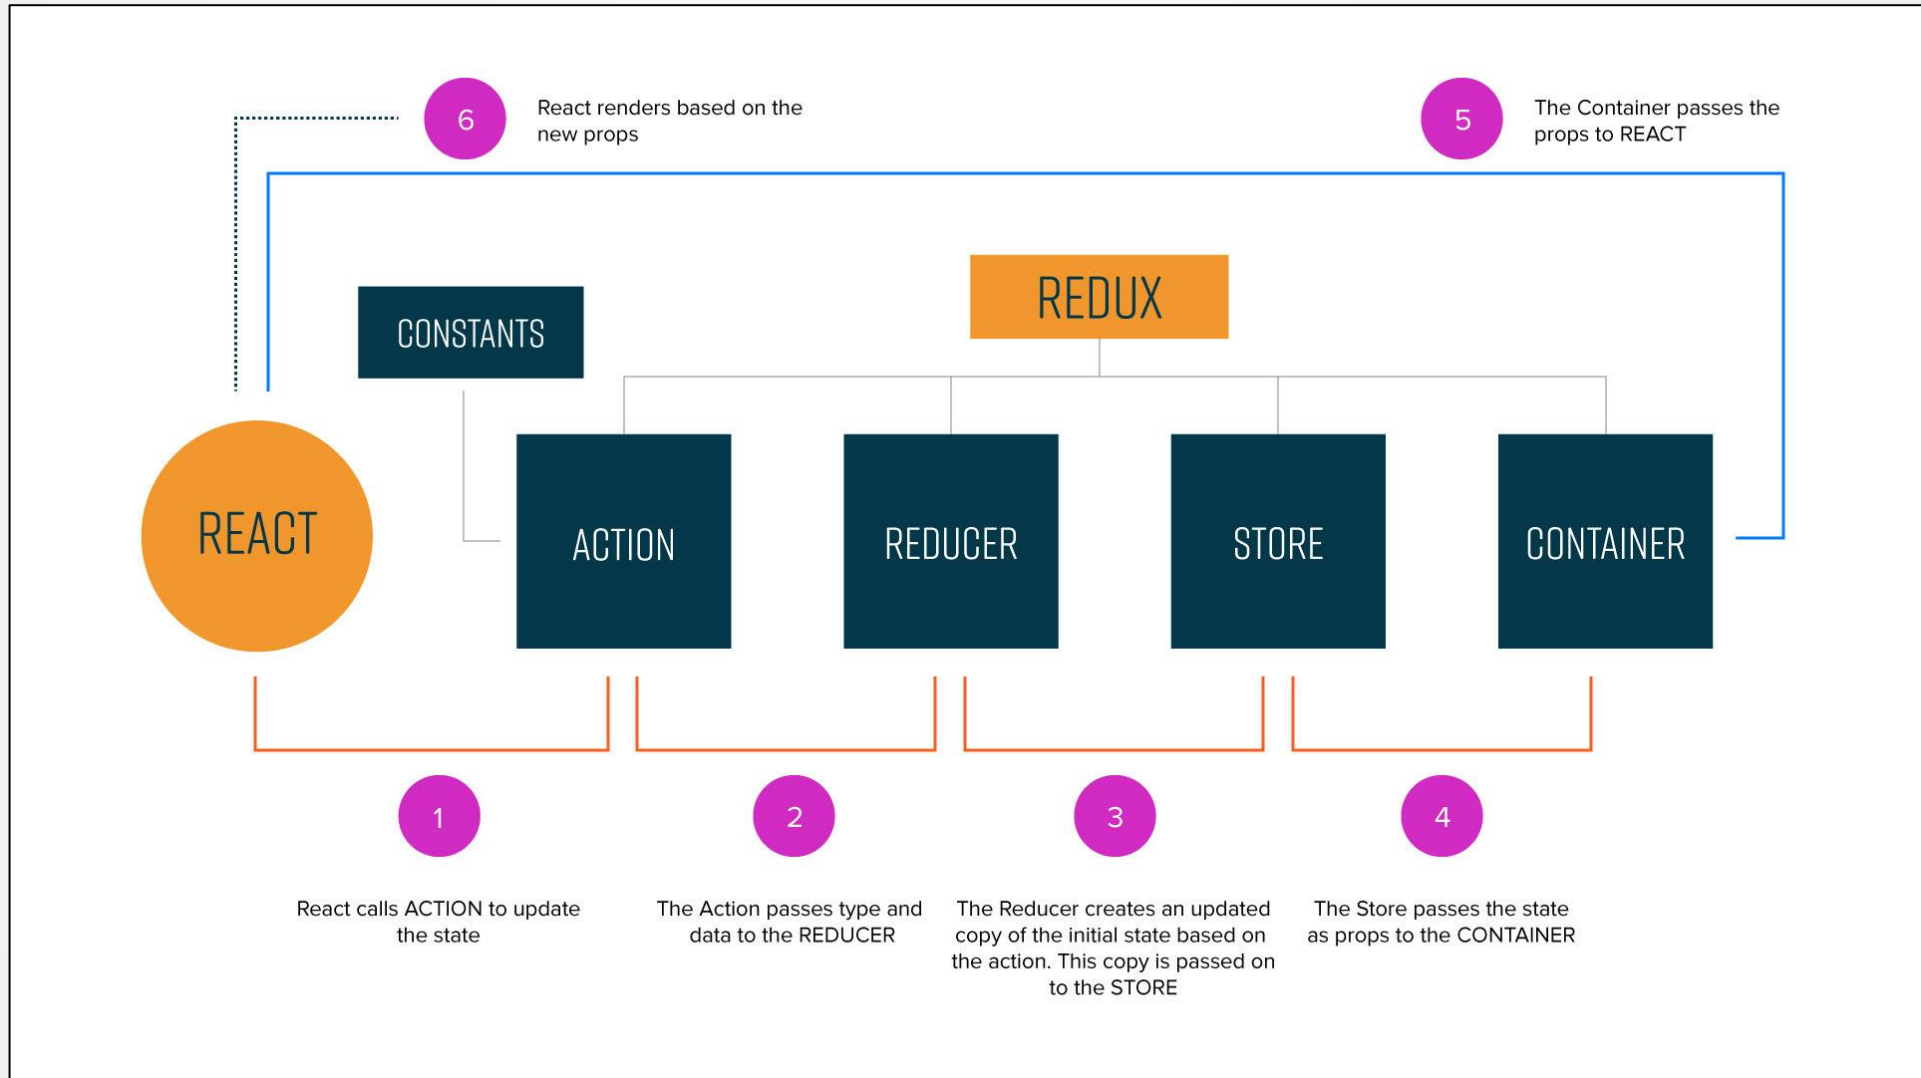 6
React renders based on the
new props
5
The Container passes the
props to REACT
REDUX
CONSTANTS
REACT
ACTION
REDUCER
STORE
CONTAINER
1
React calls ACTION to update
the state
2
The Action passes type and
data to the REDUCER
3
The Reducer creates an updated
copy of the initial state based on
the action. This copy is passed on
to the STORE
4
The Store passes the state
as props to the CONTAINER